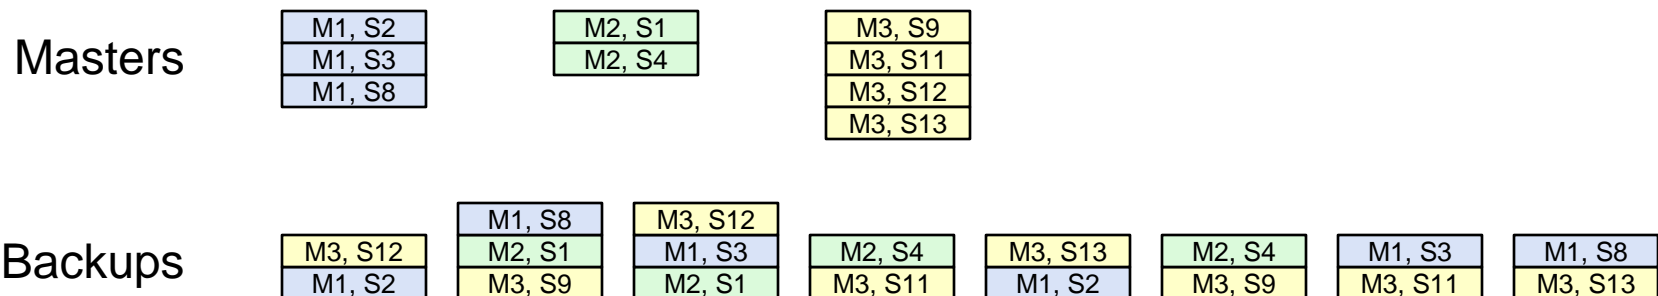 Masters
M1, S2
M1, S3
M1, S8
M2, S1
M2, S4
M3, S9
M3, S11
M3, S12
M3, S13
Backups
M3, S12
M1, S2
M1, S8
M2, S1
M3, S9
M3, S12
M1, S3
M2, S1
M2, S4
M3, S11
M3, S13
M1, S2
M2, S4
M3, S9
M1, S3
M3, S11
M1, S8
M3, S13